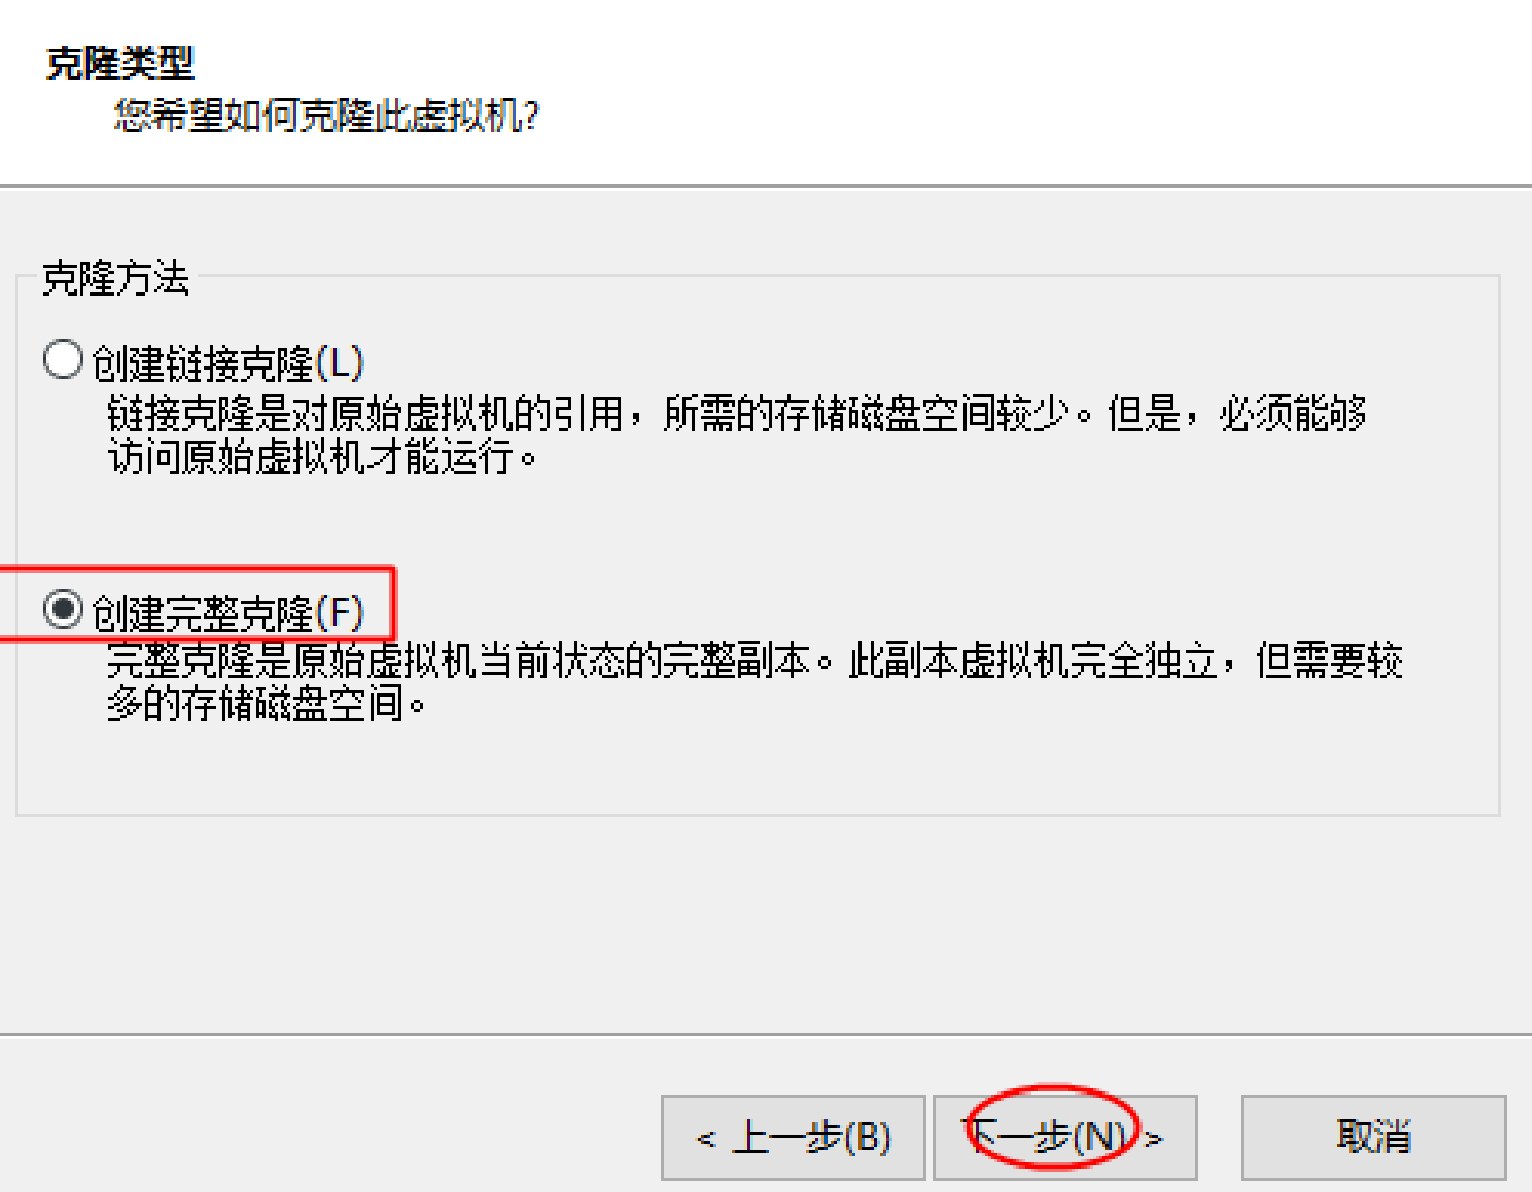 克隆类型
您希望如何克隆此虚拟机?
克隆方法
创建链接克隆(L)
链接克隆是对原始虚拟机的引用，所需的存储磁盘空间较少。但是，必须能够
访问原始虚拟机才能运行。
创建完整克隆(F)
完整克隆是原始虚拟机当前状态的完整副本。此副本虚拟机完全独立，但需要较
多的存储磁盘空间。
< 上一步(B)
下一步(N) >
取消